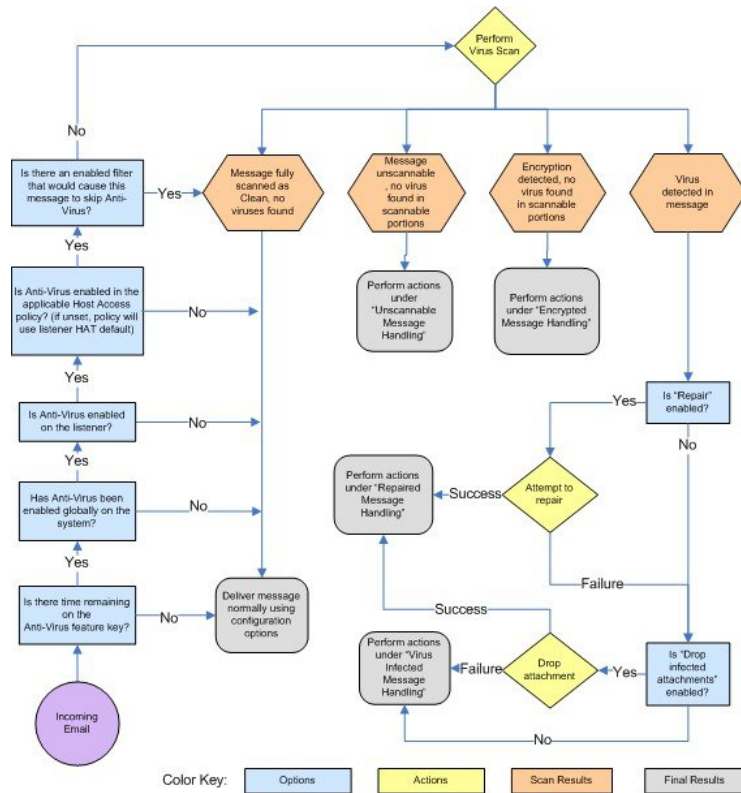 Perform
Virus Scan
No
Is there an enabled filter
that would cause this
message to skip Anti-
Virus?
Yes
Message fully
scanned as
Clean, no
viruses found
Message
unscannable
, no virus
found in
scannable
portions
Encryption
detected, no
virus found
in scannable
portions
Virus
detected in
message
Yes
Is Anti-Virus enabled in the
applicable Host Access
policy? (if unset, policy will
use listener HAT default)
No
Perform actions
under
“Unscannable
Message
Handling”
Perform actions
under “Encrypted
Message Handling”
Yes
Is Anti-Virus enabled
on the listener?
No
Is “Repair”
enabled?
Yes
No
Yes
Has Anti-Virus been
enabled globally on the
system?
No
Perform actions
under “Repaired
Message
Handling”
Success
Attempt to
repair
Failure
Yes
Is there time remaining
on the
Anti-Virus feature key?
No
Deliver message
normally using
configuration
options
Success
Perform actions
under “Virus
Infected
Message
Handling”
Failure
Drop
attachment
Yes
Is “Drop
infected
attachments”
enabled?
No
Incoming
Email
Color Key:
Options
Actions
Scan Results
Final Results